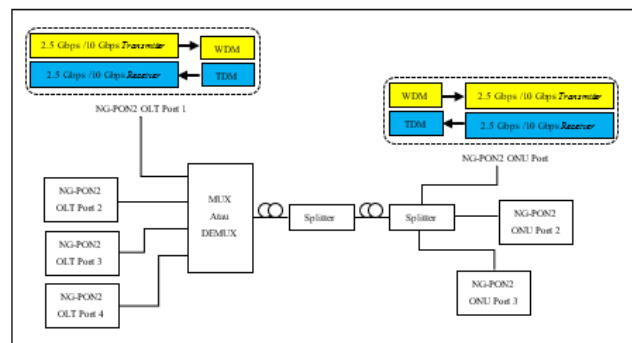 2.5 Gbps /10 Gbps Transmitter
WDM
2.5 Gbps /10 Gbps Receiver
TDM
NG-PON2 OLT Port 1
WDM
2.5 Gbps /10 Gbps Transmitter
TDM
2.5 Gbps /10 Gbps Receiver
NG-PON2 ONU Port
NG-PON2
OLT Port 2
NG-PON2
OLT Port 3
NG-PON2
OLT Port 4
MUX
Atau
DEMUX
Splitter
Splitter
NG-PON2
ONU Port 2
NG-PON2
ONU Port 3